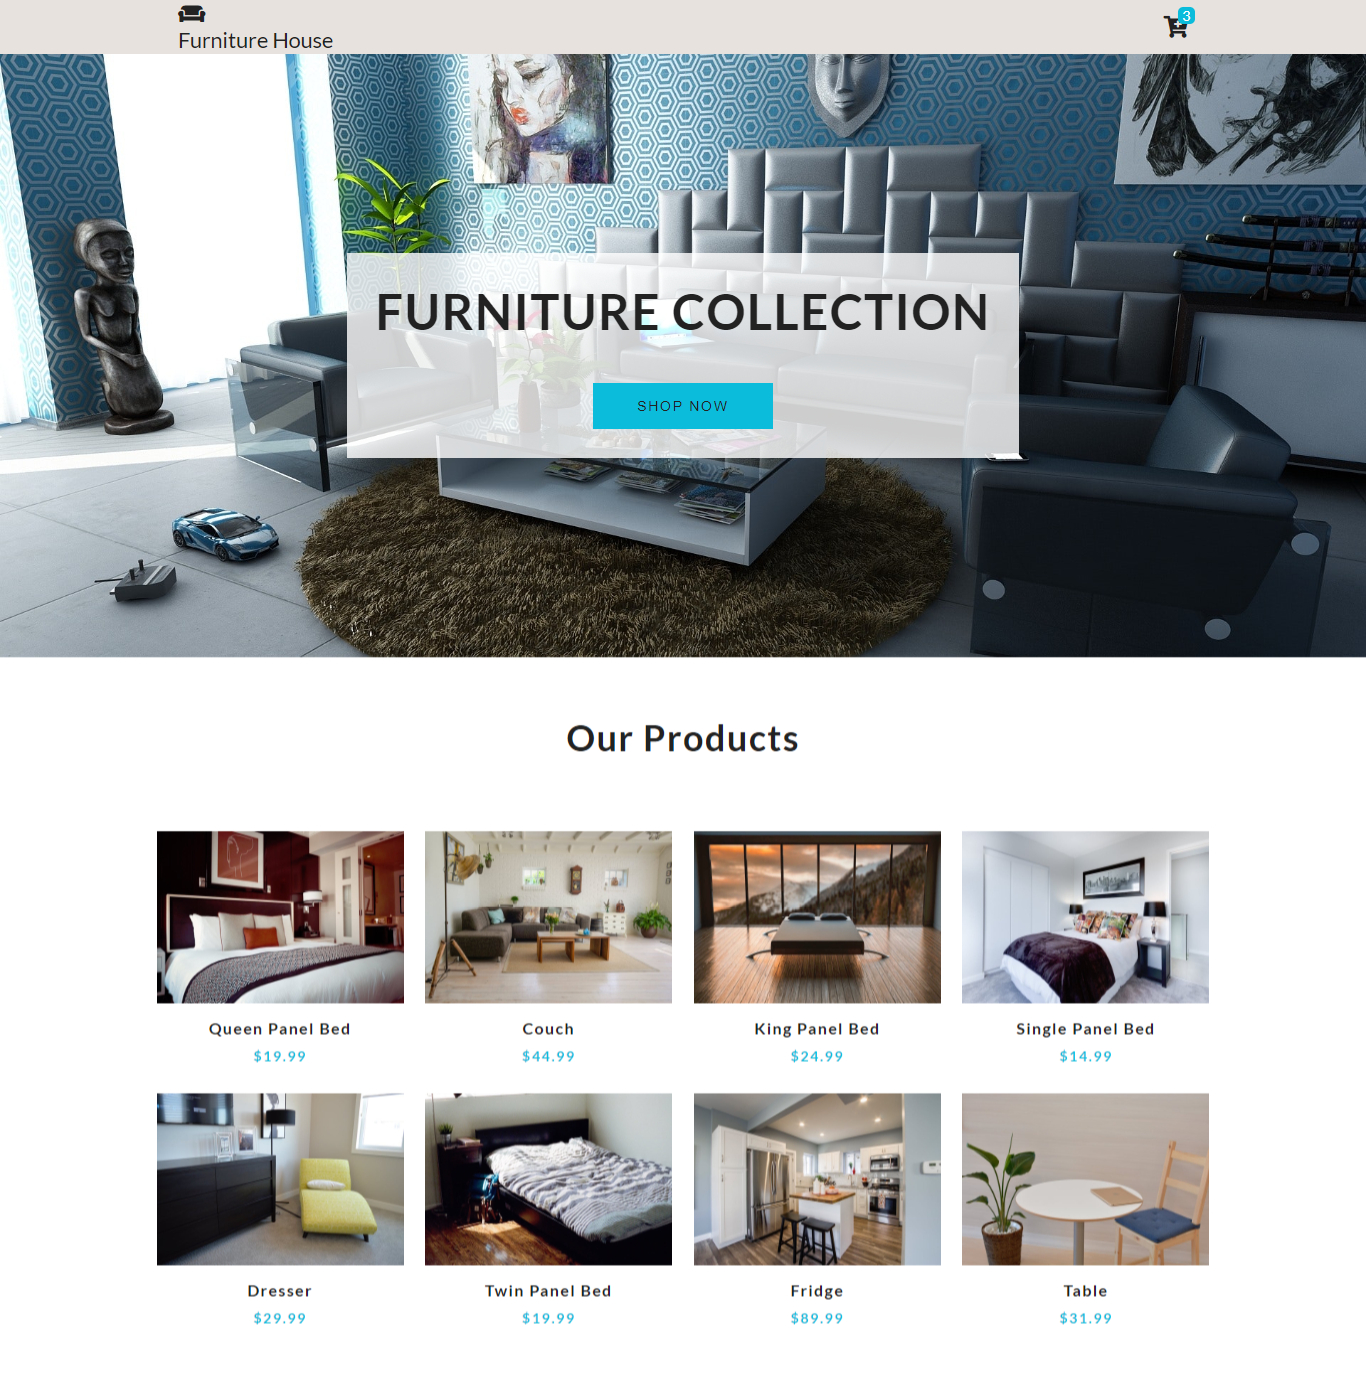 3
Furniture House
FURNITURE COLLECTION
SHOP NOW
Our Products
Queen Panel Bed
$19.99
Couch
$44.99
King Panel Bed
$24.99
Single Panel Bed
$14.99
Dresser
$29.99
Twin Panel Bed
$19.99
Fridge
$89.99
Table
$31.99